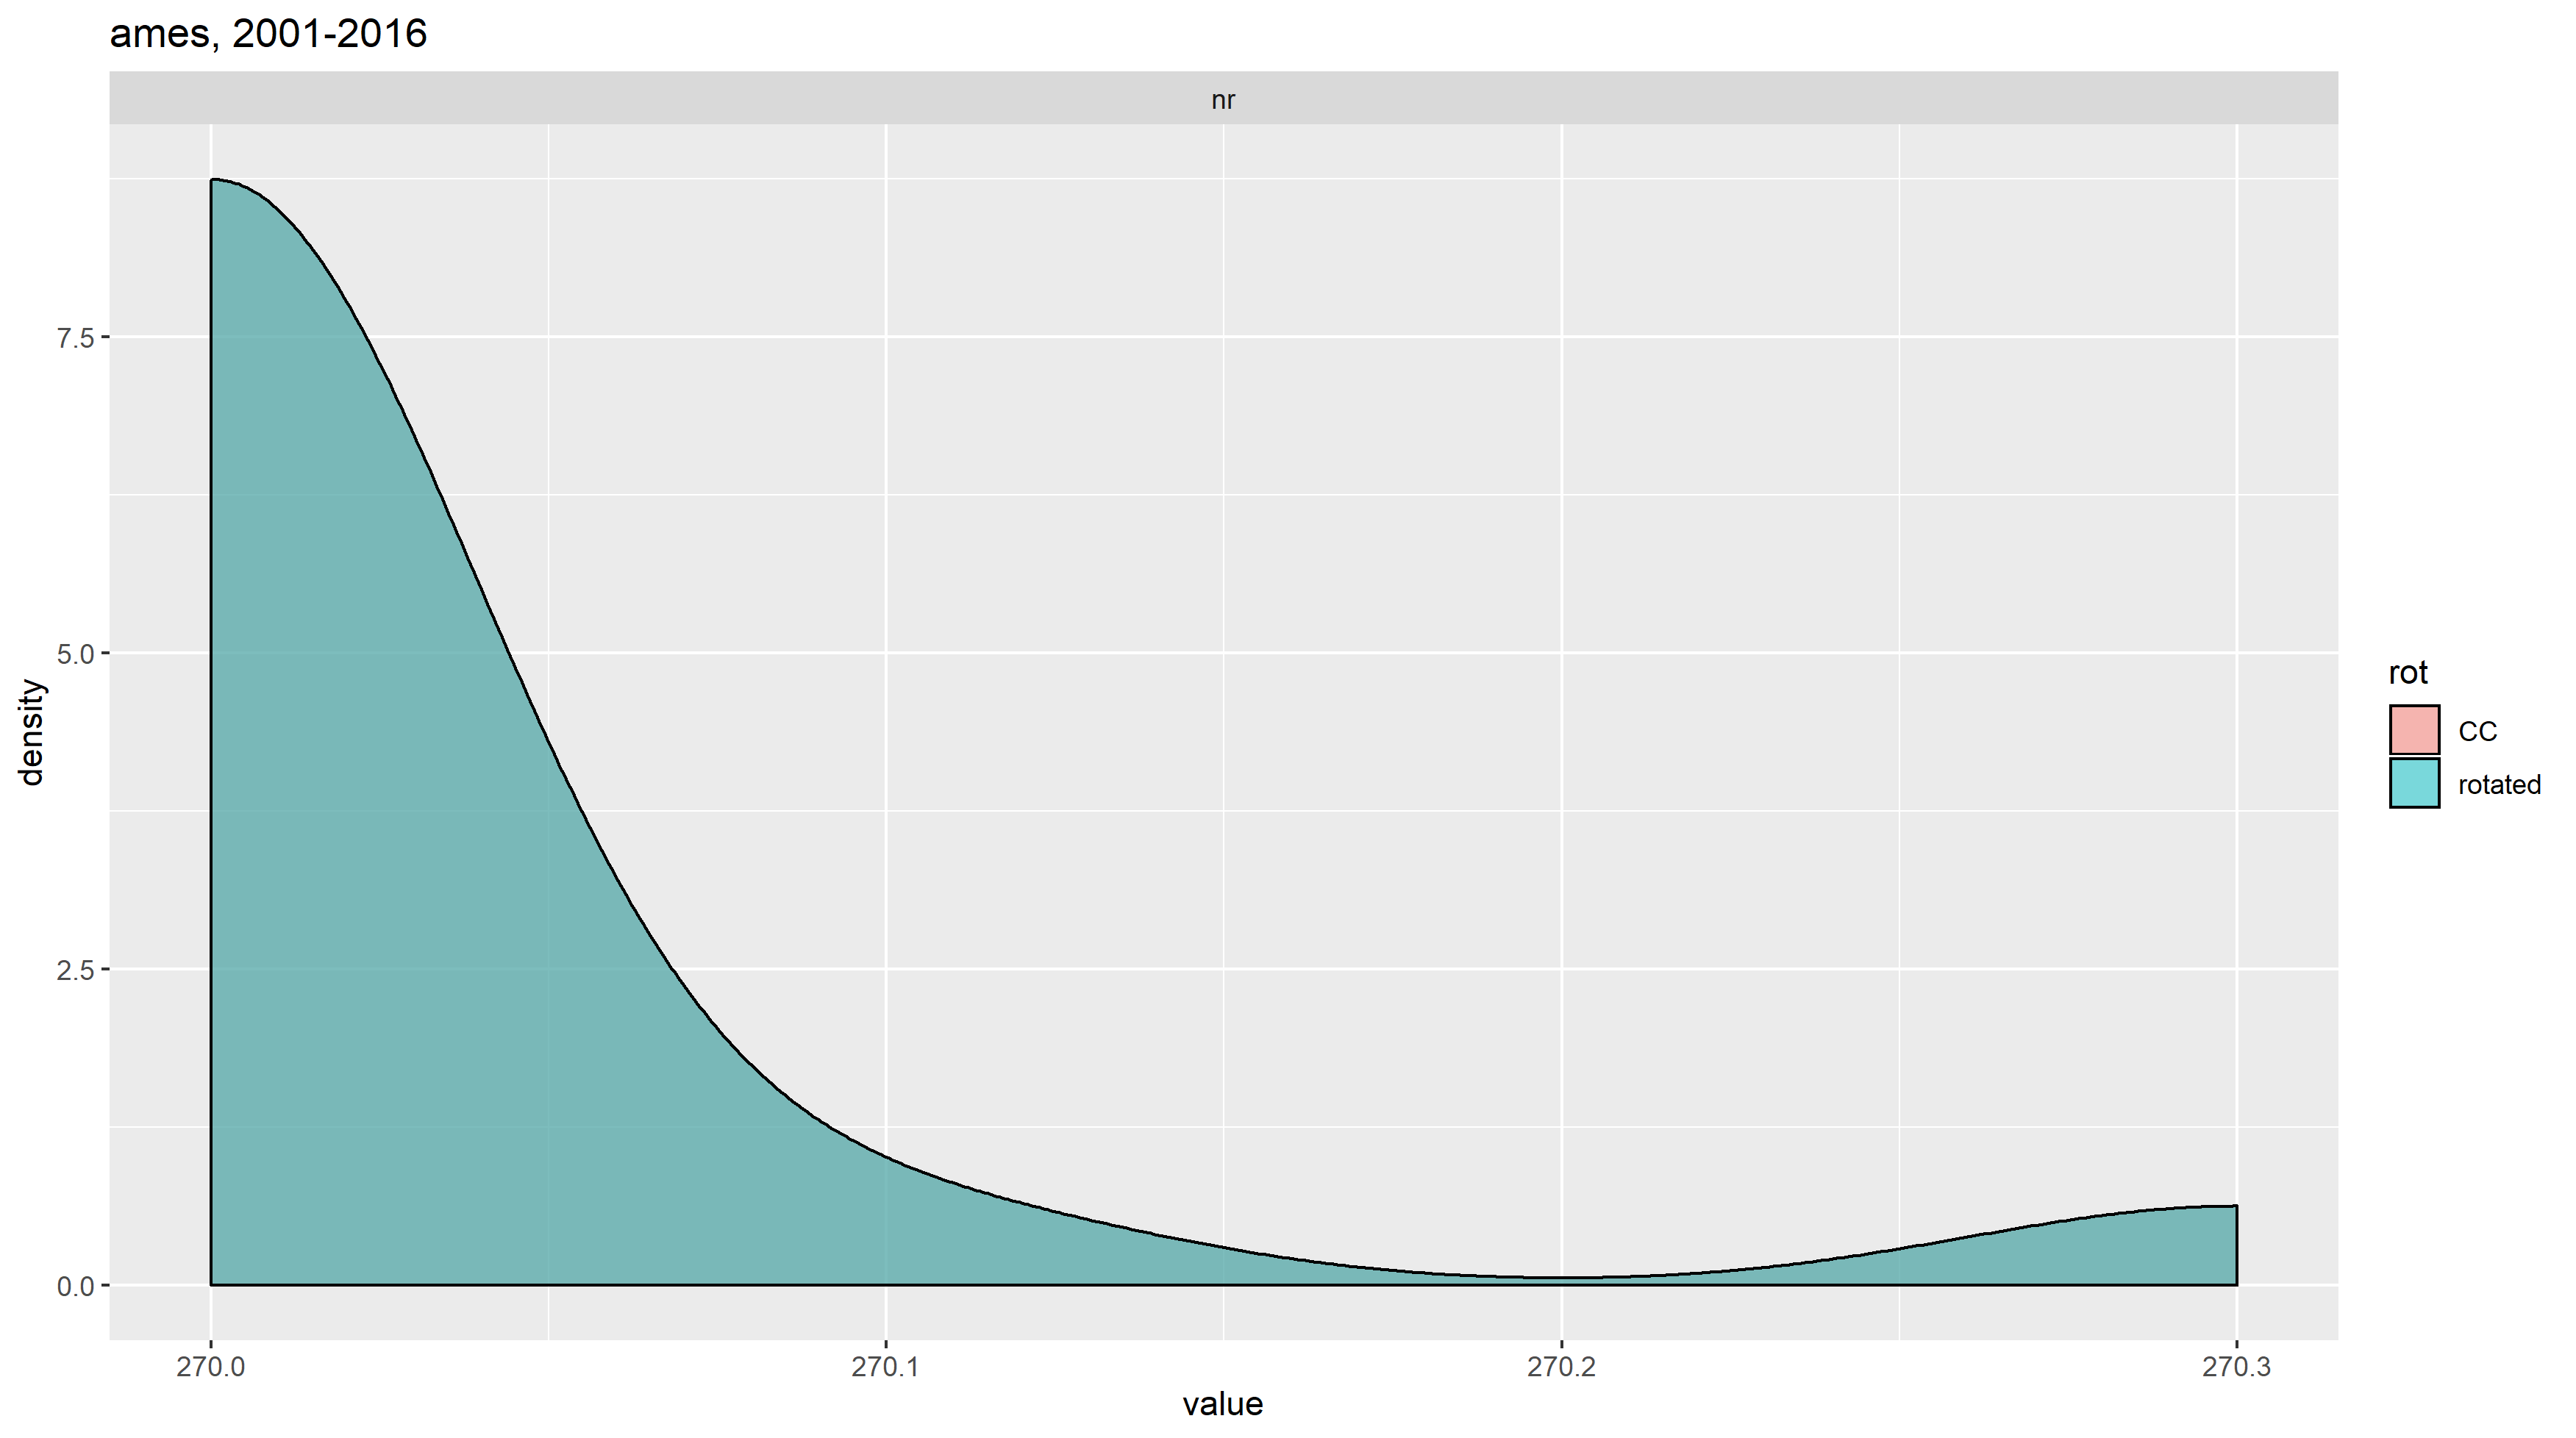 ames, 2001-2016
nr
density
7.5
5.0
2.5
0.0
270.0
270.1
270.2
270.3
value
rot
CC
rotated